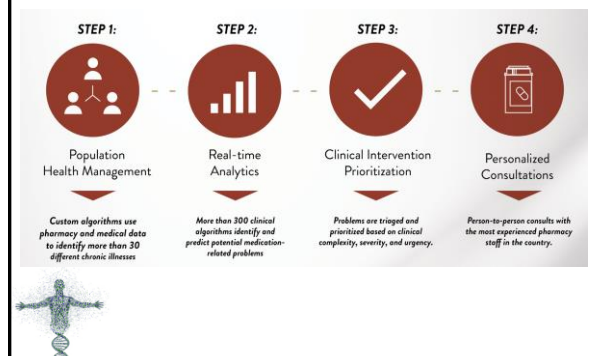 STEP 1:
Population
Health Management
Custom algorithms use
pharmacy and medical data
to identify more than 30
different chronic illnesses
STEP 2:
Real-time
Analytics
More than 300 clinical
algorithms identify and
predict potential medication-
related problems
STEP 3:
Clinical Intervention
Prioritization
Problems are triaged and
prioritized based on clinical
complexity, severity, and urgency.
STEP 4:
Personalized
Consultations
Person-to-person consults with
the most experienced pharmacy
staff in the country.